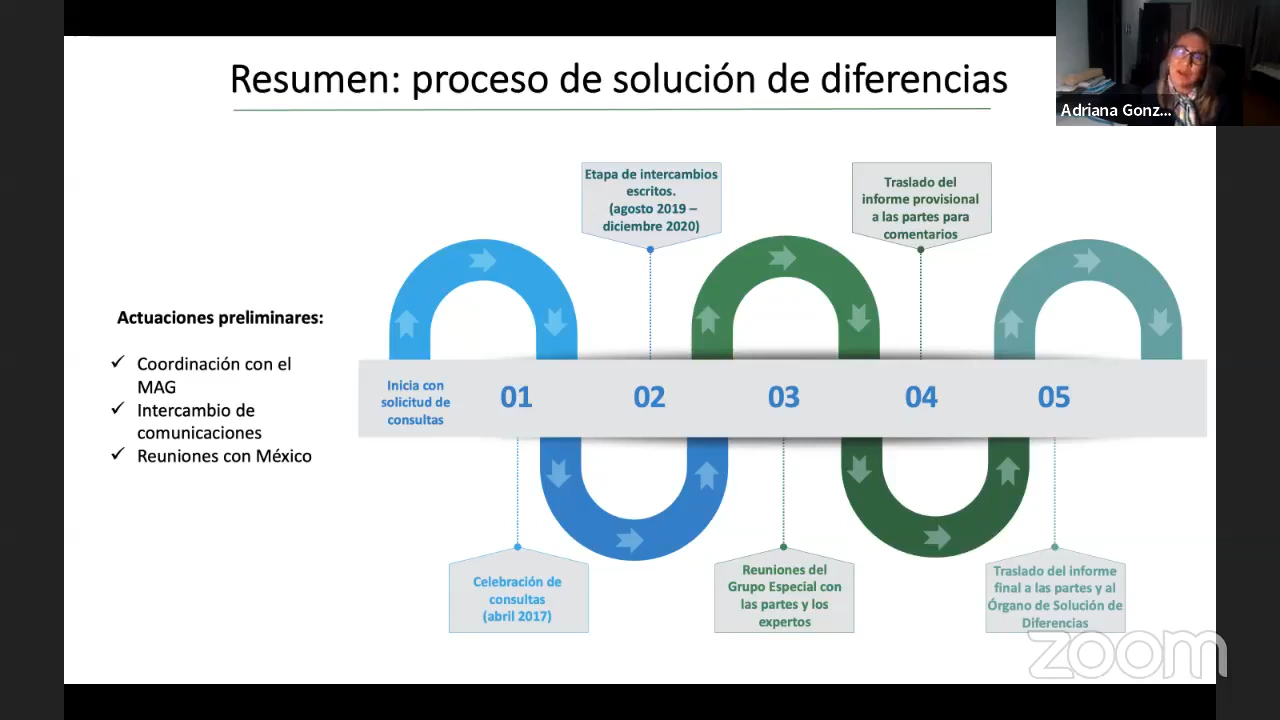 Resumen: proceso de solución de diferencias
Adriana Gonz...
Etapa de intercambios
escritos.
(agosto 2019 –
diciembre 2020)
Traslado del
informe provisional
a las partes para
comentarios
Actuaciones preliminares:
✓ Coordinación con el
MAG
✓ Intercambio de
comunicaciones
✓ Reuniones con México
Inicia con
solicitud de
consultas
01
02
03
04
05
Celebración de
consultas
(abril 2017)
Reuniones del
Grupo Especial con
las partes y los
expertos
Traslado del informe
final a las partes y al
Órgano de Solución de
Diferencias
zoom